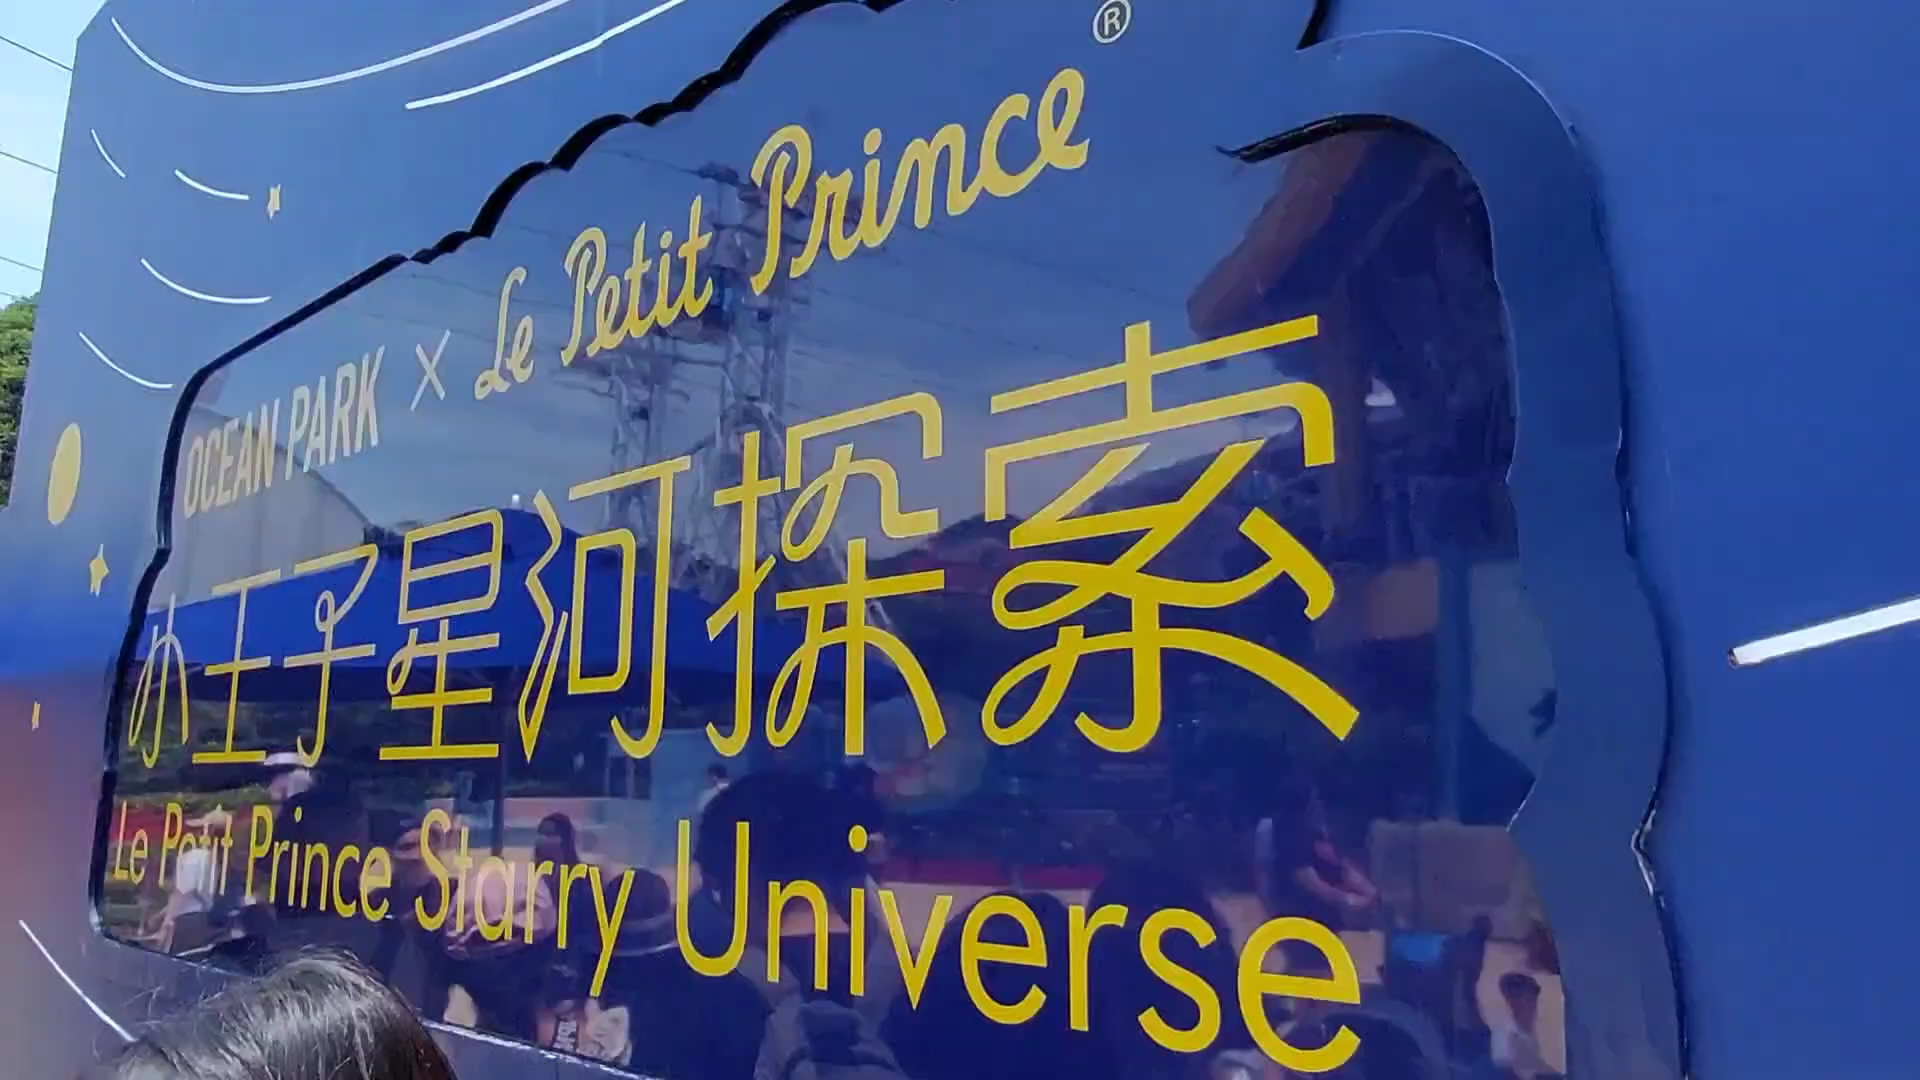 OCEAN PARK × Le Petit Prince®
小王子星河探索
Le Petit Prince Starry Universe